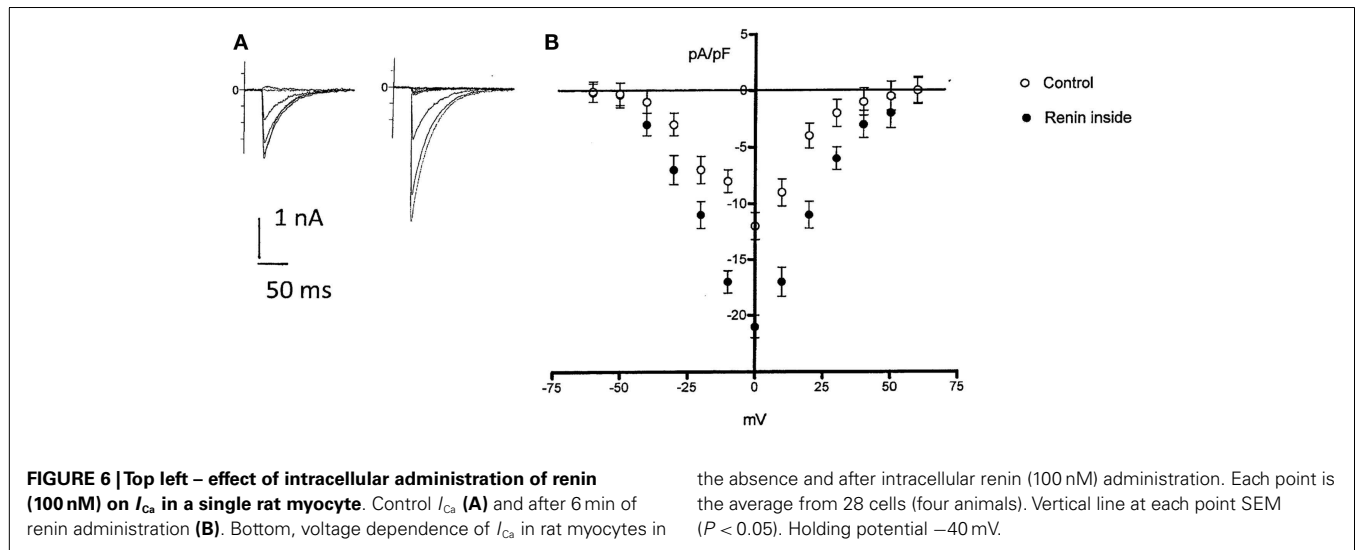 A
B
0
0
1 nA
50 ms
pA/pF
5
0
-5
-10
-15
-20
-75
-50
-25
0
25
50
75
mV
Control
Renin inside
FIGURE 6 | Top left – effect of intracellular administration of renin
(100 nM) on ICa in a single rat myocyte. Control ICa (A) and after 6 min of
renin administration (B). Bottom, voltage dependence of ICa in rat myocytes in
the absence and after intracellular renin (100 nM) administration. Each point is
the average from 28 cells (four animals). Vertical line at each point SEM
(P < 0.05). Holding potential −40 mV.